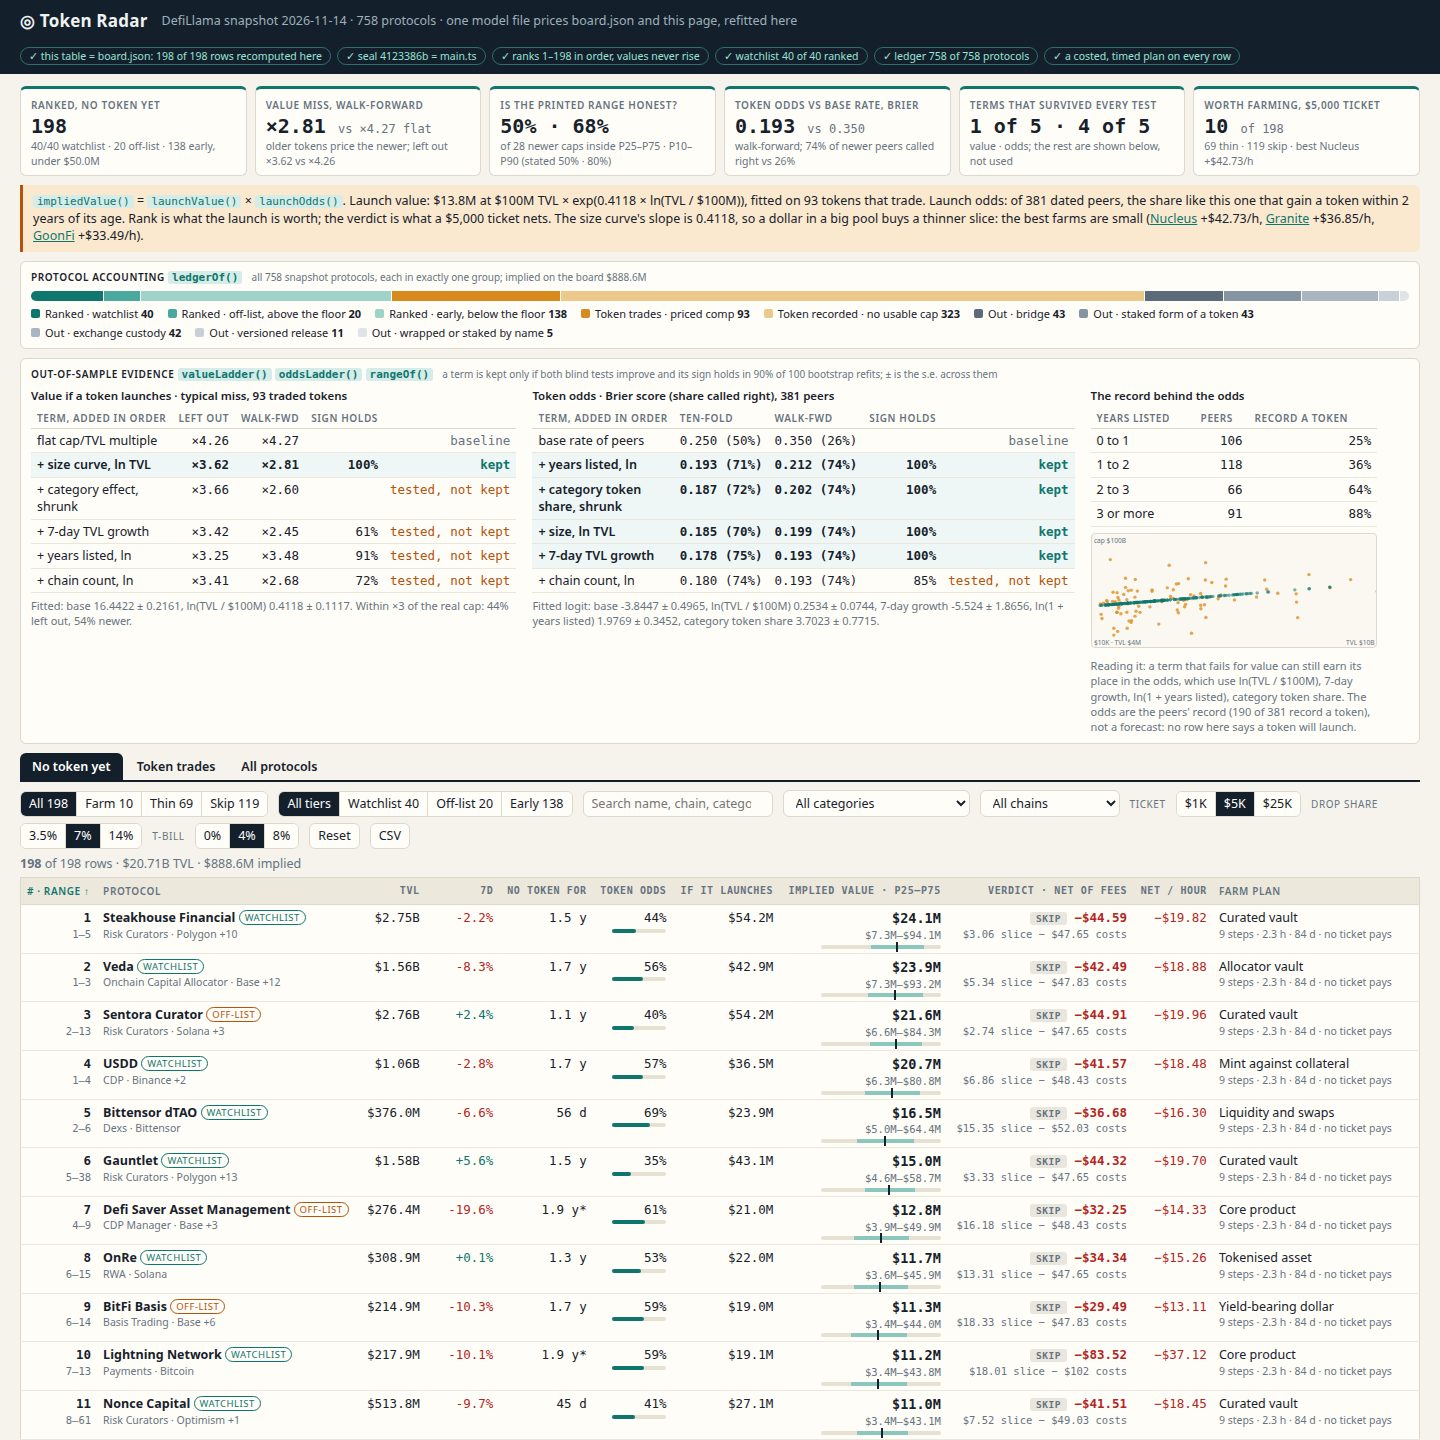 ◎ Token Radar DefiLlama snapshot 2026-11-14 · 758 protocols · one model file prices board.json and this page, refitted here
✓ this table = board.json: 198 of 198 rows recomputed here ✓ seal 4123386b = main.ts ✓ ranks 1–198 in order, values never rise ✓ watchlist 40 of 40 ranked ✓ ledger 758 of 758 protocols ✓ a costed, timed plan on every row
RANKED, NO TOKEN YET
198
40/40 watchlist · 20 off-list · 138 early,
under $50.0M
VALUE MISS, WALK-FORWARD
×2.81 vs ×4.27 flat
older tokens price the newer; left out
×3.62 vs ×4.26
IS THE PRINTED RANGE HONEST?
50% · 68%
of 28 newer caps inside P25–P75 · P10–
P90 (stated 50% · 80%)
TOKEN ODDS VS BASE RATE, BRIER
0.193 vs 0.350
walk-forward; 74% of newer peers called
right vs 26%
TERMS THAT SURVIVED EVERY TEST
1 of 5 · 4 of 5
value · odds; the rest are shown below,
not used
WORTH FARMING, $5,000 TICKET
10 of 198
69 thin · 119 skip · best Nucleus
+$42.73/h
impliedValue() = launchValue() × launchOdds(). Launch value: $13.8M at $100M TVL × exp(0.4118 × ln(TVL / $100M)), fitted on 93 tokens that trade. Launch odds: of 381 dated peers, the share like this one that gain a token within 2
years of its age. Rank is what the launch is worth; the verdict is what a $5,000 ticket nets. The size curve's slope is 0.4118, so a dollar in a big pool buys a thinner slice: the best farms are small (Nucleus +$42.73/h, Granite +$36.85/h,
GoonFi +$33.49/h).
PROTOCOL ACCOUNTING ledgerOf() all 758 snapshot protocols, each in exactly one group; implied on the board $888.6M
Ranked · watchlist 40 Ranked · off-list, above the floor 20 Ranked · early, below the floor 138 Token trades · priced comp 93 Token recorded · no usable cap 323 Out · bridge 43 Out · staked form of a token 43
Out · exchange custody 42 Out · versioned release 11 Out · wrapped or staked by name 5
OUT-OF-SAMPLE EVIDENCE valueLadder() oddsLadder() rangeOf() a term is kept only if both blind tests improve and its sign holds in 90% of 100 bootstrap refits; ± is the s.e. across them
Value if a token launches · typical miss, 93 traded tokens
TERM, ADDED IN ORDER LEFT OUT WALK-FWD SIGN HOLDS
flat cap/TVL multiple ×4.26 ×4.27 baseline
+ size curve, ln TVL ×3.62 ×2.81 100% kept
+ category effect, ×3.66 ×2.60 tested, not kept
shrunk
+ 7-day TVL growth ×3.42 ×2.45 61% tested, not kept
+ years listed, ln ×3.25 ×3.48 91% tested, not kept
+ chain count, ln ×3.41 ×2.68 72% tested, not kept
Fitted: base 16.4422 ± 0.2161, ln(TVL / $100M) 0.4118 ± 0.1117. Within ×3 of the real cap: 44%
left out, 54% newer.
Token odds · Brier score (share called right), 381 peers
TERM, ADDED IN ORDER TEN-FOLD WALK-FWD SIGN HOLDS
base rate of peers 0.250 (50%) 0.350 (26%) baseline
+ years listed, ln 0.193 (71%) 0.212 (74%) 100% kept
+ category token 0.187 (72%) 0.202 (74%) 100% kept
share, shrunk
+ size, ln TVL 0.185 (70%) 0.199 (74%) 100% kept
+ 7-day TVL growth 0.178 (75%) 0.193 (74%) 100% kept
+ chain count, ln 0.180 (74%) 0.193 (74%) 85% tested, not kept
Fitted logit: base -3.8447 ± 0.4965, ln(TVL / $100M) 0.2534 ± 0.0744, 7-day growth -5.524 ± 1.8656, ln(1 +
years listed) 1.9769 ± 0.3452, category token share 3.7023 ± 0.7715.
The record behind the odds
YEARS LISTED PEERS RECORD A TOKEN
0 to 1 106 25%
1 to 2 118 36%
2 to 3 66 64%
3 or more 91 88%
cap $100B
$10K · TVL $4M TVL $10B
Reading it: a term that fails for value can still earn its
place in the odds, which use ln(TVL / $100M), 7-day
growth, ln(1 + years listed), category token share. The
odds are the peers' record (190 of 381 record a token),
not a forecast: no row here says a token will launch.
No token yet Token trades All protocols
All 198 Farm 10 Thin 69 Skip 119 All tiers Watchlist 40 Off-list 20 Early 138 Search name, chain, catego All categories All chains TICKET $1K $5K $25K DROP SHARE
3.5% 7% 14% T-BILL 0% 4% 8% Reset CSV
198 of 198 rows · $20.71B TVL · $888.6M implied
# · RANGE ↑ PROTOCOL TVL 7D NO TOKEN FOR TOKEN ODDS IF IT LAUNCHES IMPLIED VALUE · P25–P75 VERDICT · NET OF FEES NET / HOUR FARM PLAN
1 Steakhouse Financial WATCHLIST $2.75B -2.2% 1.5 y 44% $54.2M $24.1M SKIP −$44.59 −$19.82 Curated vault
1–5 Risk Curators · Polygon +10 $7.3M–$94.1M $3.06 slice − $47.65 costs 9 steps · 2.3 h · 84 d · no ticket pays
2 Veda WATCHLIST $1.56B -8.3% 1.7 y 56% $42.9M $23.9M SKIP −$42.49 −$18.88 Allocator vault
1–3 Onchain Capital Allocator · Base +12 $7.3M–$93.2M $5.34 slice − $47.83 costs 9 steps · 2.3 h · 84 d · no ticket pays
3 Sentora Curator OFF-LIST $2.76B +2.4% 1.1 y 40% $54.2M $21.6M SKIP −$44.91 −$19.96 Curated vault
2–13 Risk Curators · Solana +3 $6.6M–$84.3M $2.74 slice − $47.65 costs 9 steps · 2.3 h · 84 d · no ticket pays
4 USDD WATCHLIST $1.06B -2.8% 1.7 y 57% $36.5M $20.7M SKIP −$41.57 −$18.48 Mint against collateral
1–4 CDP · Binance +2 $6.3M–$80.8M $6.86 slice − $48.43 costs 9 steps · 2.3 h · 84 d · no ticket pays
5 Bittensor dTAO WATCHLIST $376.0M -6.6% 56 d 69% $23.9M $16.5M SKIP −$36.68 −$16.30 Liquidity and swaps
2–6 Dexs · Bittensor $5.0M–$64.4M $15.35 slice − $52.03 costs 9 steps · 2.3 h · 84 d · no ticket pays
6 Gauntlet WATCHLIST $1.58B +5.6% 1.5 y 35% $43.1M $15.0M SKIP −$44.32 −$19.70 Curated vault
5–38 Risk Curators · Polygon +13 $4.6M–$58.7M $3.33 slice − $47.65 costs 9 steps · 2.3 h · 84 d · no ticket pays
7 Defi Saver Asset Management OFF-LIST $276.4M -19.6% 1.9 y* 61% $21.0M $12.8M SKIP −$32.25 −$14.33 Core product
4–9 CDP Manager · Base +3 $3.9M–$49.9M $16.18 slice − $48.43 costs 9 steps · 2.3 h · 84 d · no ticket pays
8 OnRe WATCHLIST $308.9M +0.1% 1.3 y 53% $22.0M $11.7M SKIP −$34.34 −$15.26 Tokenised asset
6–15 RWA · Solana $3.6M–$45.9M $13.31 slice − $47.65 costs 9 steps · 2.3 h · 84 d · no ticket pays
9 BitFi Basis OFF-LIST $214.9M -10.3% 1.7 y 59% $19.0M $11.3M SKIP −$29.49 −$13.11 Yield-bearing dollar
6–14 Basis Trading · Base +6 $3.4M–$44.0M $18.33 slice − $47.83 costs 9 steps · 2.3 h · 84 d · no ticket pays
10 Lightning Network WATCHLIST $217.9M -10.1% 1.9 y* 59% $19.1M $11.2M SKIP −$83.52 −$37.12 Core product
7–13 Payments · Bitcoin $3.4M–$43.8M $18.01 slice − $102 costs 9 steps · 2.3 h · 84 d · no ticket pays
11 Nonce Capital WATCHLIST $513.8M -9.7% 45 d 41% $27.1M $11.0M SKIP −$41.51 −$18.45 Curated vault
8–61 Risk Curators · Optimism +1 $3.4M–$43.1M $7.52 slice − $49.03 costs 9 steps · 2.3 h · 84 d · no ticket pays